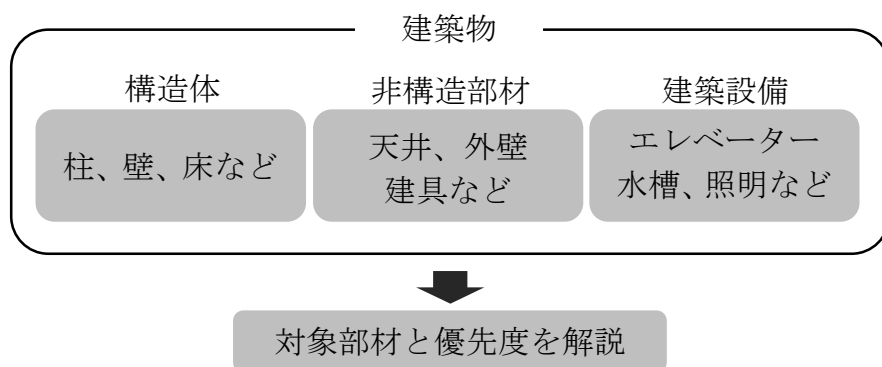 建築物
構造体
柱、壁、床など
非構造部材
天井、外壁
建具など
建築設備
エレベーター
水槽、照明など
対象部材と優先度を解説